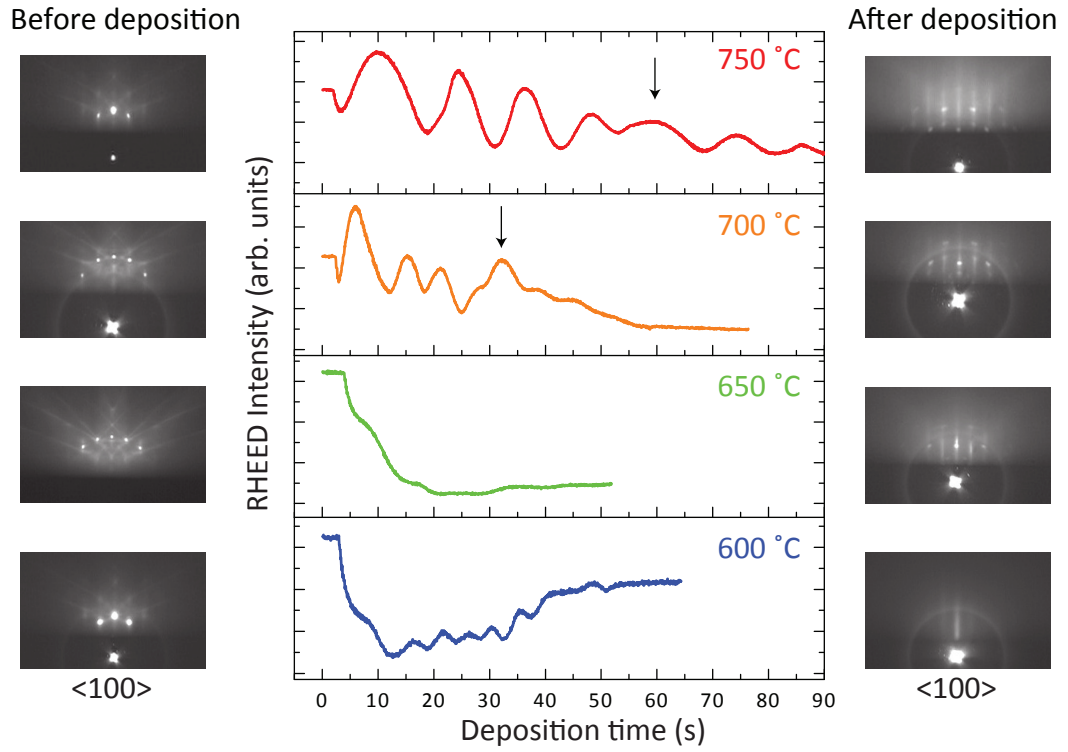 Before deposition
After deposition
RHEED Intensity (arb. units)
750 ˚C
700 ˚C
650 ˚C
600 ˚C
0 10 20 30 40 50 60 70 80 90
Deposition time (s)
<100>
<100>